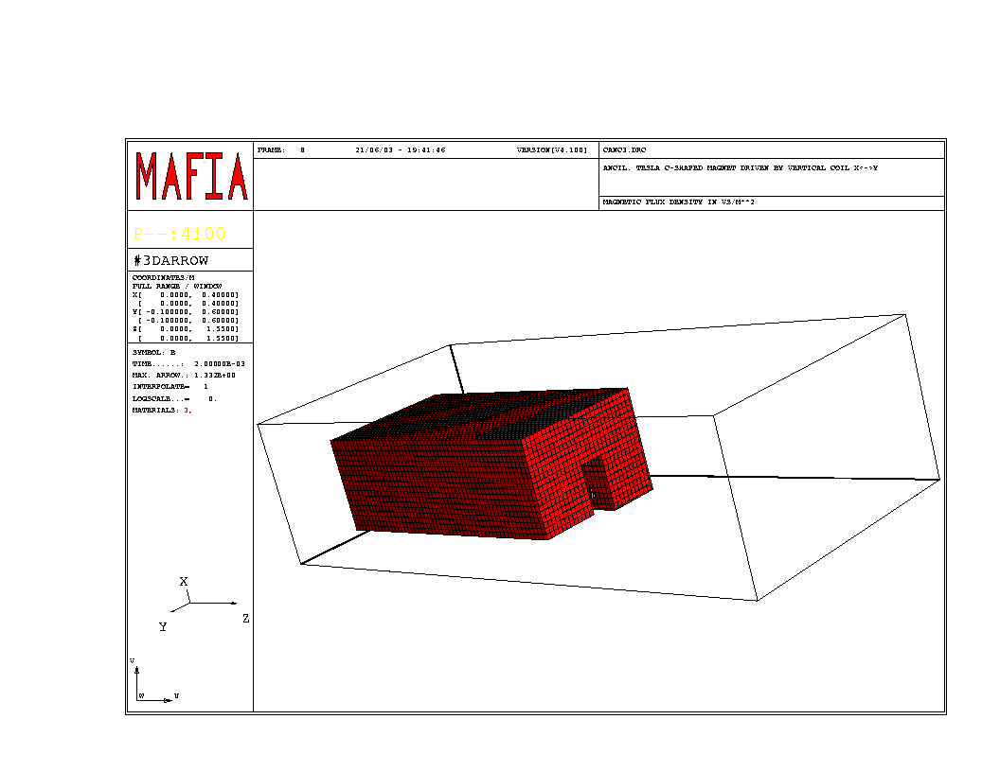 MAFIA
FRAME: 8 21/06/03 - 19:41:46 VERSION[V4.100] CANC3.DRC
ANCIL. TESLA C-SHAPED MAGNET DRIVEN BY VERTICAL COIL X<->Y
MAGNETIC FLUX DENSITY IN VS/M**2
P--:4100
#3DARROW
COORDINATES/M
FULL RANGE / WINDOW
X[ 0.0000, 0.40000]
[ 0.0000, 0.40000]
Y[ -0.100000, 0.60000]
[ -0.100000, 0.60000]
Z[ 0.0000, 1.5500]
[ 0.0000, 1.5500]
SYMBOL: B
TIME......: 2.00000E-03
MAX. ARROW.: 1.332E+00
INTERPOLATE= 1
LOGSCALE...= 0.
MATERIALS: 3,
X
Y
Z
V
W
U